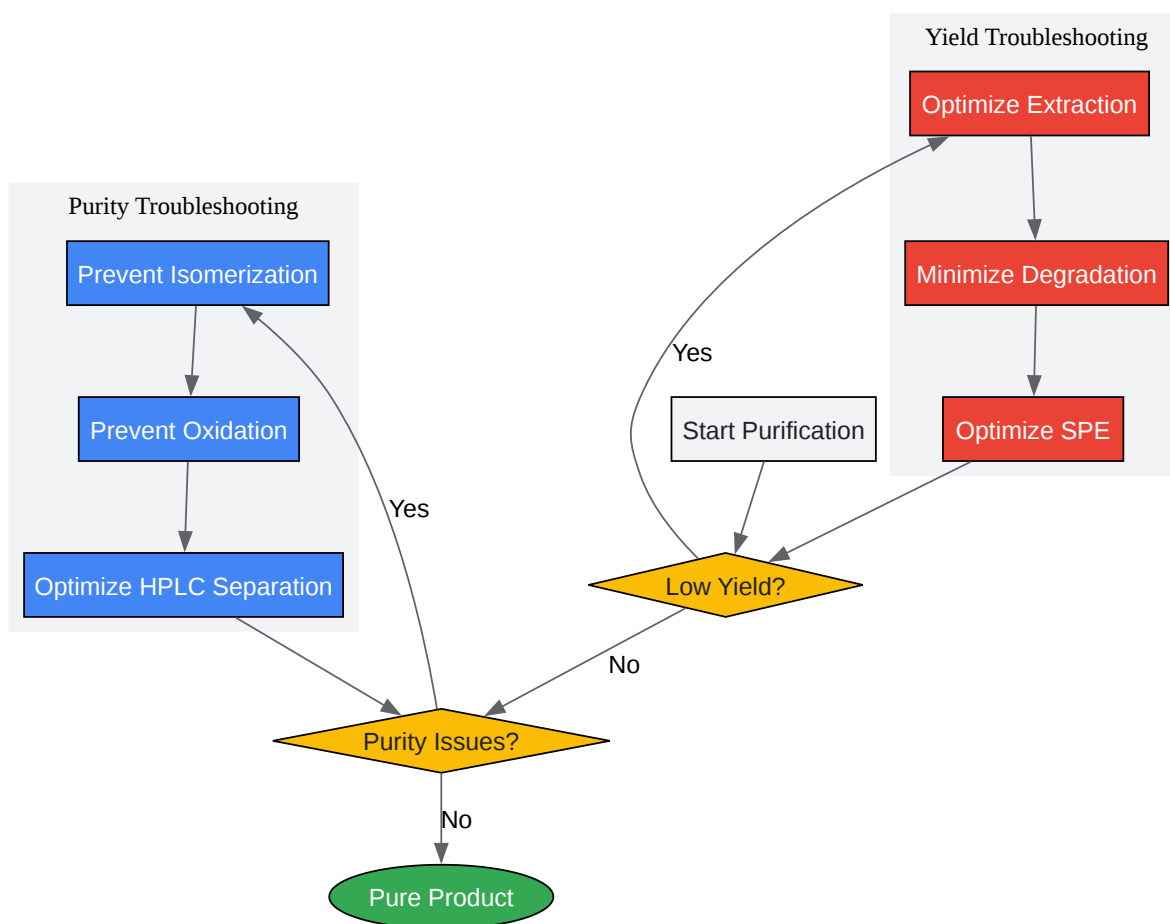 Yield Troubleshooting
Optimize Extraction
Purity Troubleshooting
Prevent Isomerization
Minimize Degradation
Yes
Prevent Oxidation
Start Purification
Optimize SPE
Yes
Optimize HPLC Separation
Low Yield?
No
Purity Issues?
No
Pure Product